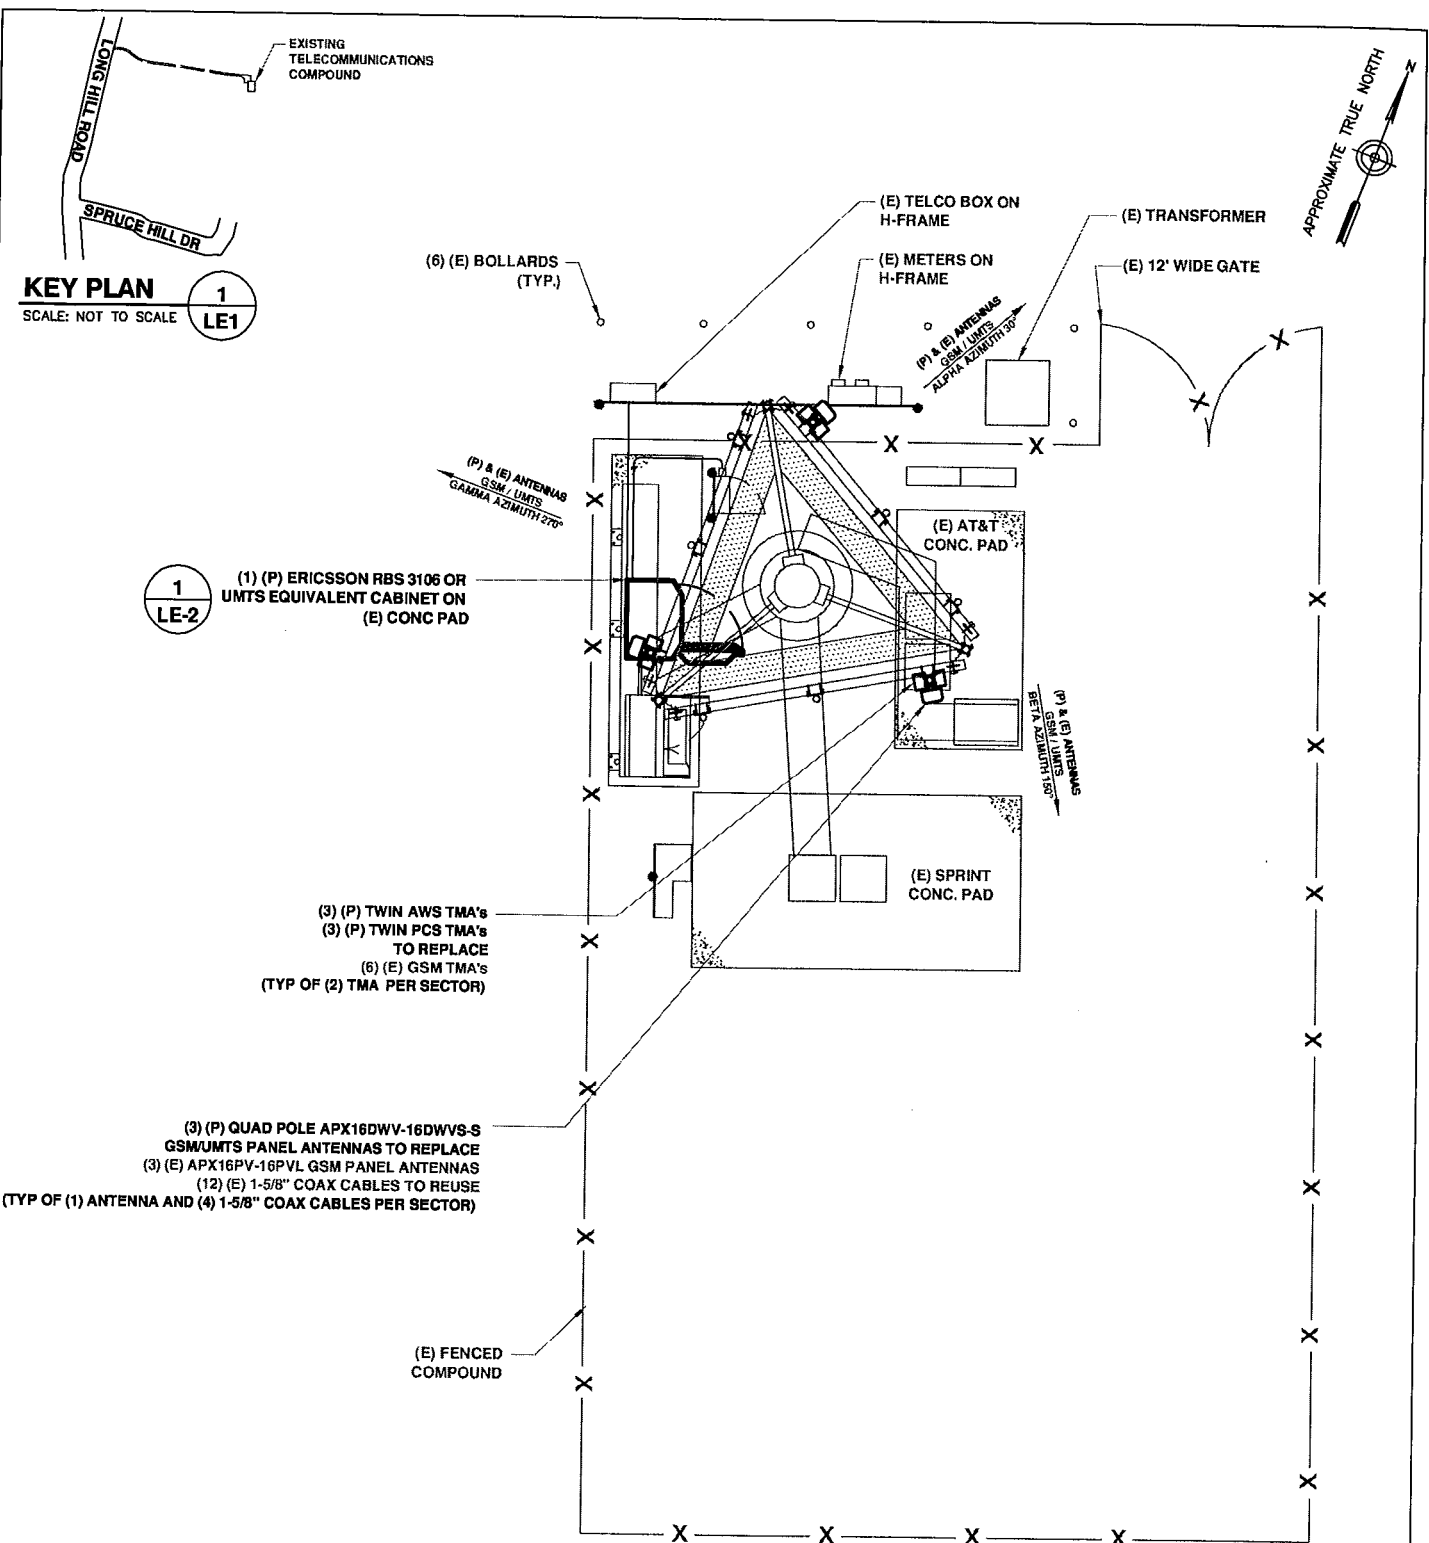 EXISTING
TELECOMMUNICATIONS
COMPOUND
LONG HILL ROAD
SPRUCE HILL DR
KEY PLAN
SCALE: NOT TO SCALE
1
LE1
APPROXIMATE TRUE NORTH
N
(E) TELCO BOX ON
H-FRAME
(E) TRANSFORMER
(6) (E) BOLLARDS
(TYP.)
(E) METERS ON
H-FRAME
(E) 12' WIDE GATE
(P) & (E) ANTENNAS
GSM / UMTS
ALPHA AZIMUTH 30°
(P) & (E) ANTENNAS
GSM / UMTS
GAMMA AZIMUTH 270°
(E) AT&T
CONC. PAD
1
LE-2
(1) (P) ERICSSON RBS 3106 OR
UMTS EQUIVALENT CABINET ON
(E) CONC PAD
(P) & (E) ANTENNAS
GSM / UMTS
BETA AZIMUTH 150°
(E) SPRINT
CONC. PAD
(3) (P) TWIN AWS TMA's
(3) (P) TWIN PCS TMA's
TO REPLACE
(6) (E) GSM TMA's
(TYP OF (2) TMA PER SECTOR)
(3) (P) QUAD POLE APX16DWV-16DWVS-S
GSM/UMTS PANEL ANTENNAS TO REPLACE
(3) (E) APX16PV-16PVL GSM PANEL ANTENNAS
(12) (E) 1-5/8" COAX CABLES TO REUSE
(TYP OF (1) ANTENNA AND (4) 1-5/8" COAX CABLES PER SECTOR)
(E) FENCED
COMPOUND